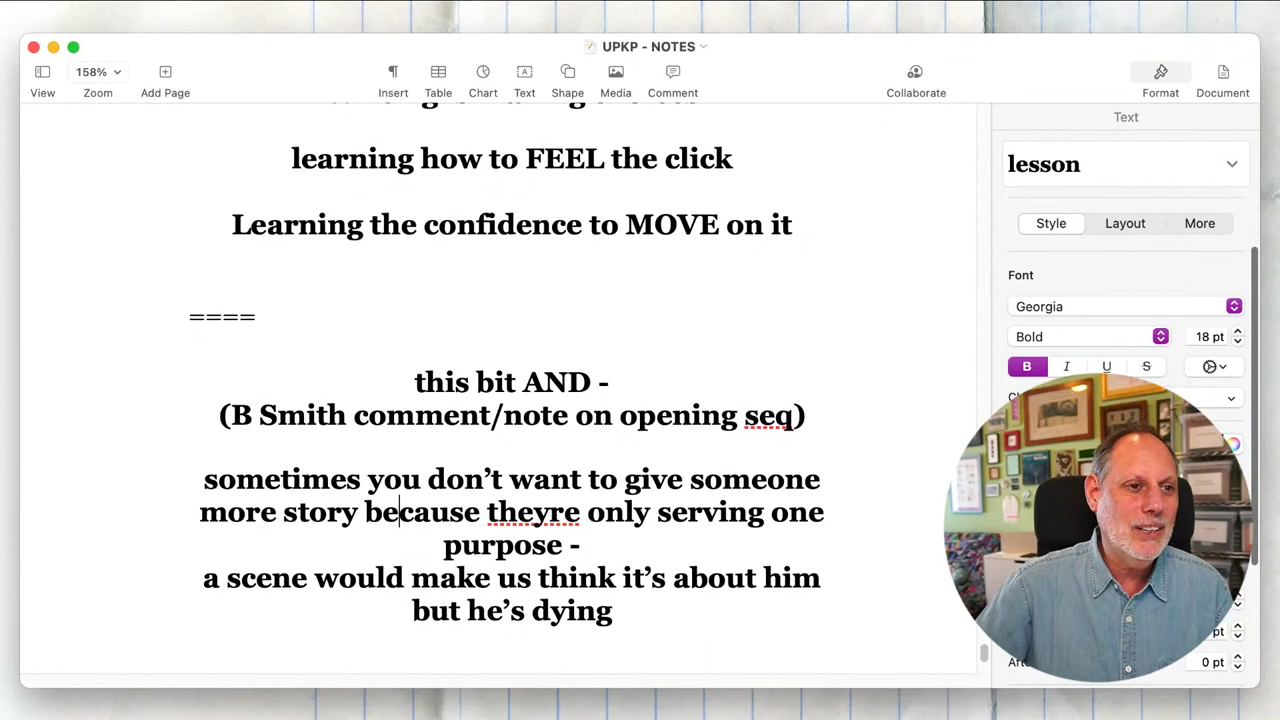 UPKP - NOTES
158%
View
Zoom
Add Page
Insert
Table
Chart
Text
Shape
Media
Comment
Collaborate
Format
Document
Text
learning how to FEEL the click
lesson
Learning the confidence to MOVE on it
Style
Layout
More
Font
Georgia
====
Bold
18 pt
B
I
U
S
this bit AND -
(B Smith comment/note on opening seq)
sometimes you don’t want to give someone
more story because theyre only serving one
purpose -
a scene would make us think it’s about him
but he’s dying
pt
0 pt